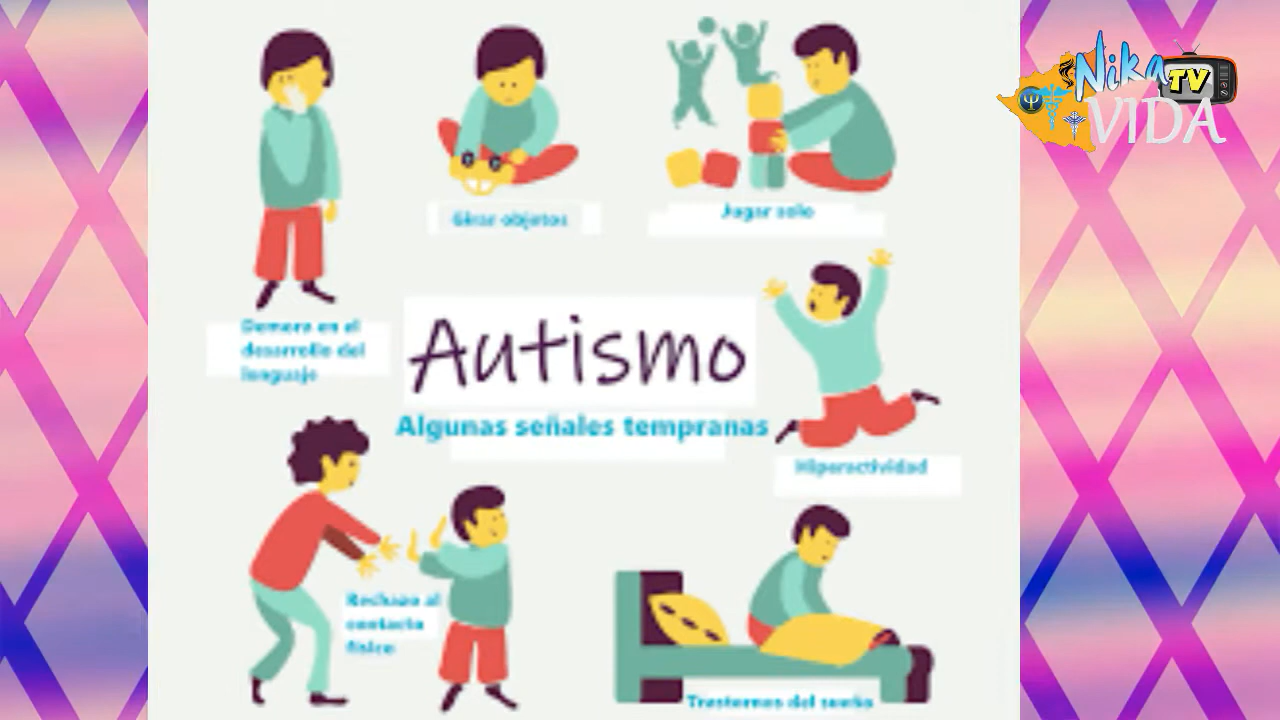 Nika
TV
VIDA
Girar objetos
Jugar solo
Demora en el
desarrollo del
lenguaje
Autismo
Algunas señales tempranas
Hiperactividad
Rechazo al
contacto
físico
Trastornos del sueño